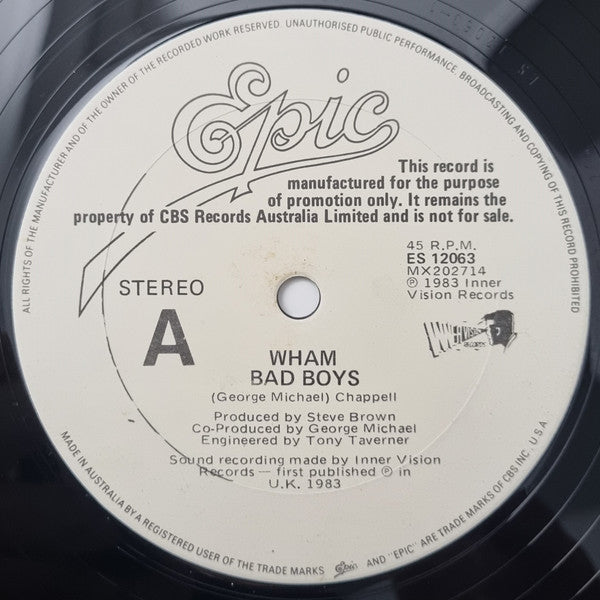 ALL RIGHTS OF THE MANUFACTURER AND OF THE OWNER OF THE RECORDED WORK RESERVED. UNAUTHORISED PUBLIC PERFORMANCE, BROADCASTING AND COPYING OF THIS RECORD PROHIBITED
Epic
This record is
manufactured for the purpose
of promotion only. It remains the
property of CBS Records Australia Limited and is not for sale.
45 R.P.M.
ES 12063
MX202714
℗ 1983 Inner
Vision Records
STEREO
A
WHAM
BAD BOYS
(George Michael) Chappell
Produced by Steve Brown
Co-Produced by George Michael
Engineered by Tony Taverner
Sound recording made by Inner Vision
Records — first published ℗ in
U.K. 1983
MADE IN AUSTRALIA BY A REGISTERED USER OF THE TRADE MARKS Epic AND "EPIC" ARE TRADE MARKS OF CBS INC. U.S.A.